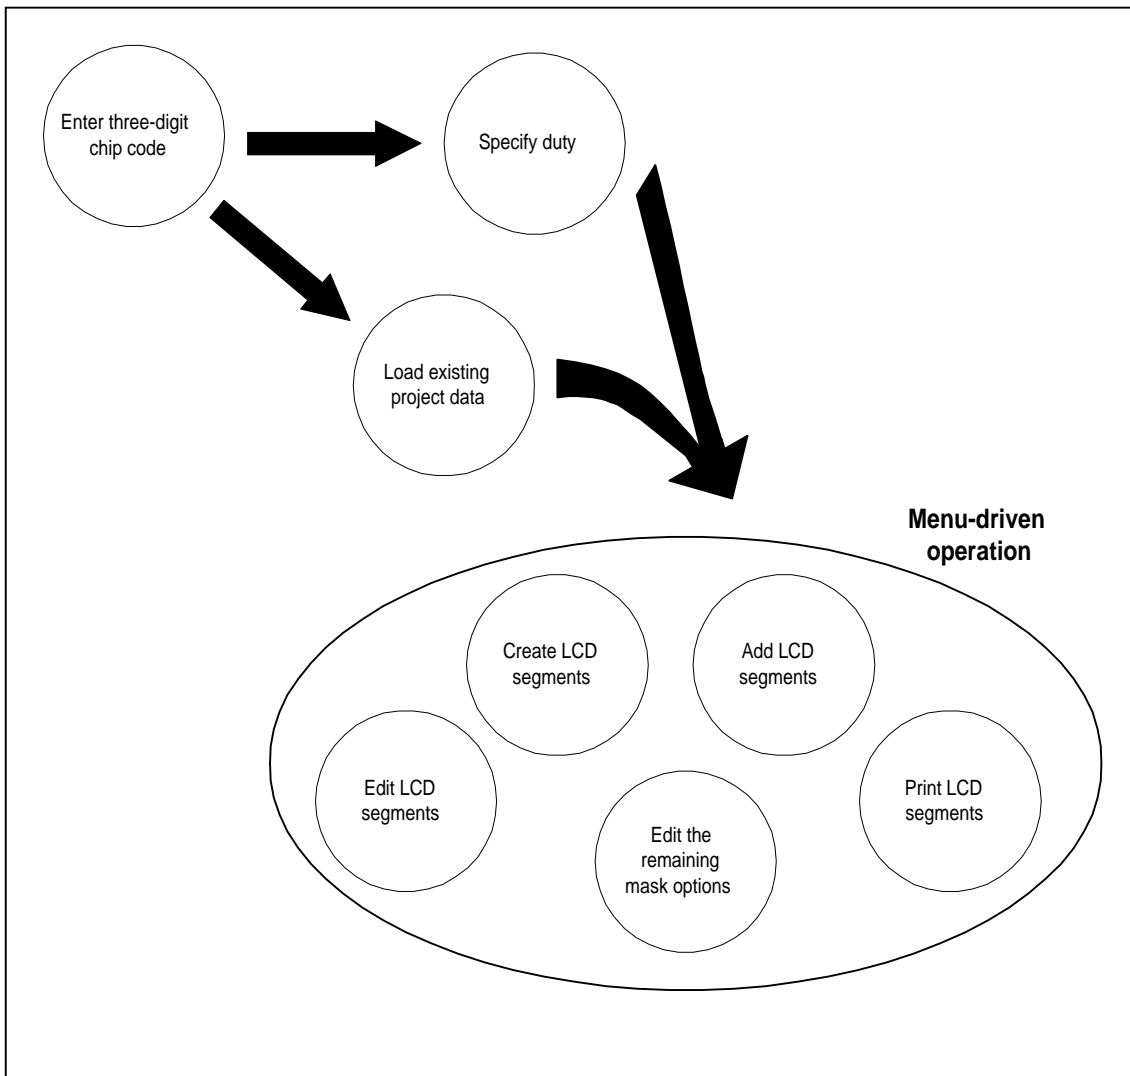 Enter three-digit
chip code
Specify duty
Load existing
project data
Menu-driven
operation
Create LCD
segments
Add LCD
segments
Edit LCD
segments
Print LCD
segments
Edit the
remaining
mask options